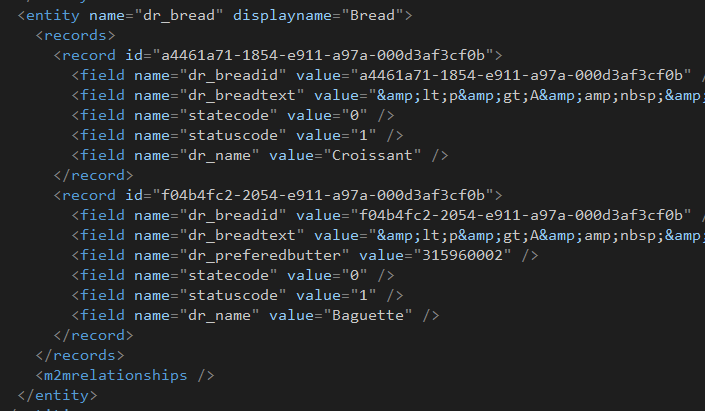 <entity name="dr_bread" displayname="Bread">
<records>
<record id="a4461a71-1854-e911-a97a-000d3af3cf0b">
<field name="dr_breadid" value="a4461a71-1854-e911-a97a-000d3af3cf0b" /
<field name="dr_breadtext" value="&amp;lt;p&amp;gt;A&amp;amp;nbsp;&amp;
<field name="statecode" value="0" />
<field name="statuscode" value="1" />
<field name="dr_name" value="Croissant" />
</record>
<record id="f04b4fc2-2054-e911-a97a-000d3af3cf0b">
<field name="dr_breadid" value="f04b4fc2-2054-e911-a97a-000d3af3cf0b" /
<field name="dr_breadtext" value="&amp;lt;p&amp;gt;A&amp;amp;nbsp;&amp;
<field name="dr_preferedbutter" value="315960002" />
<field name="statecode" value="0" />
<field name="statuscode" value="1" />
<field name="dr_name" value="Baguette" />
</record>
</records>
<m2mrelationships />
</entity>